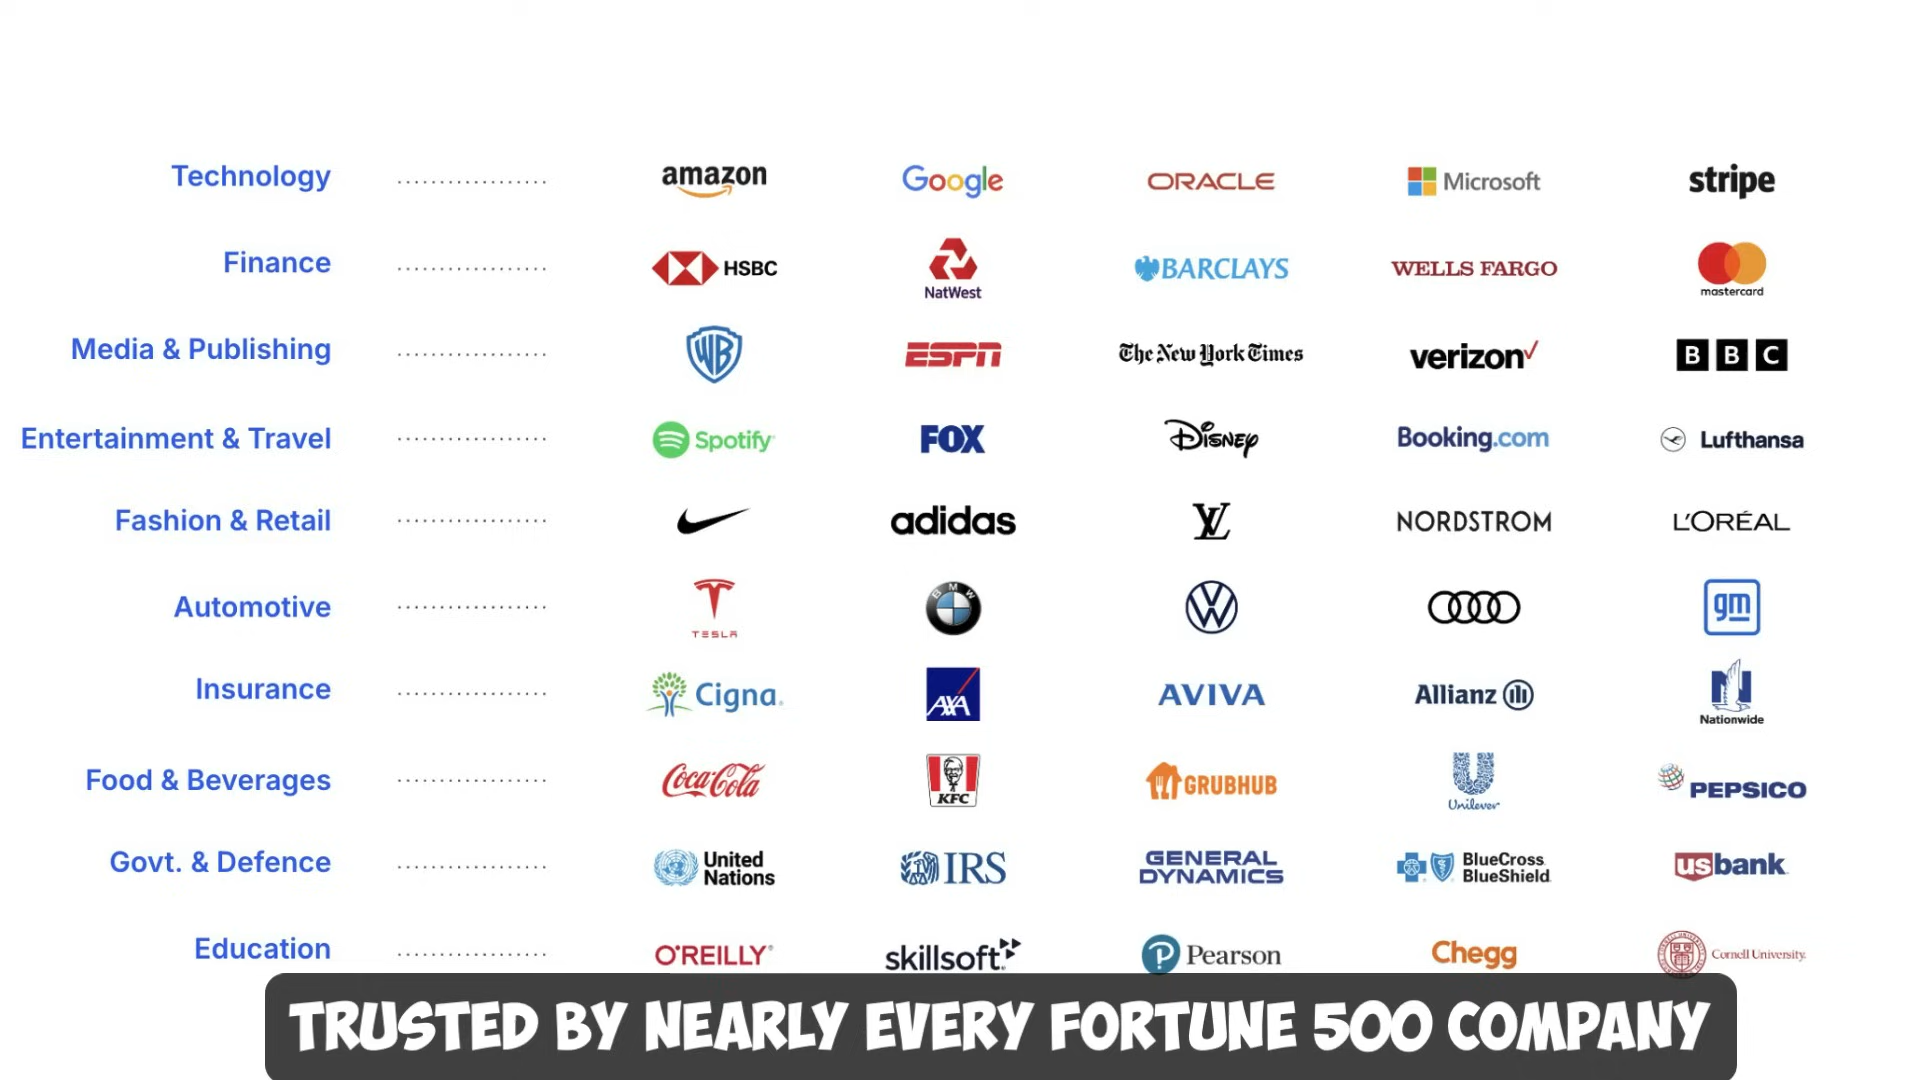 Technology amazon Google ORACLE Microsoft stripe
Finance HSBC NatWest BARCLAYS WELLS FARGO mastercard
Media & Publishing WB ESPN The New York Times verizon BBC
Entertainment & Travel Spotify FOX Disney Booking.com Lufthansa
Fashion & Retail adidas LV NORDSTROM L'ORÉAL
Automotive TESLA BMW VW gm
Insurance Cigna AXA AVIVA Allianz Nationwide
Food & Beverages Coca-Cola KFC GRUBHUB Unilever PEPSICO
Govt. & Defence United Nations IRS GENERAL DYNAMICS BlueCross BlueShield usbank
Education O'REILLY skillsoft Pearson Chegg Cornell University
TRUSTED BY NEARLY EVERY FORTUNE 500 COMPANY